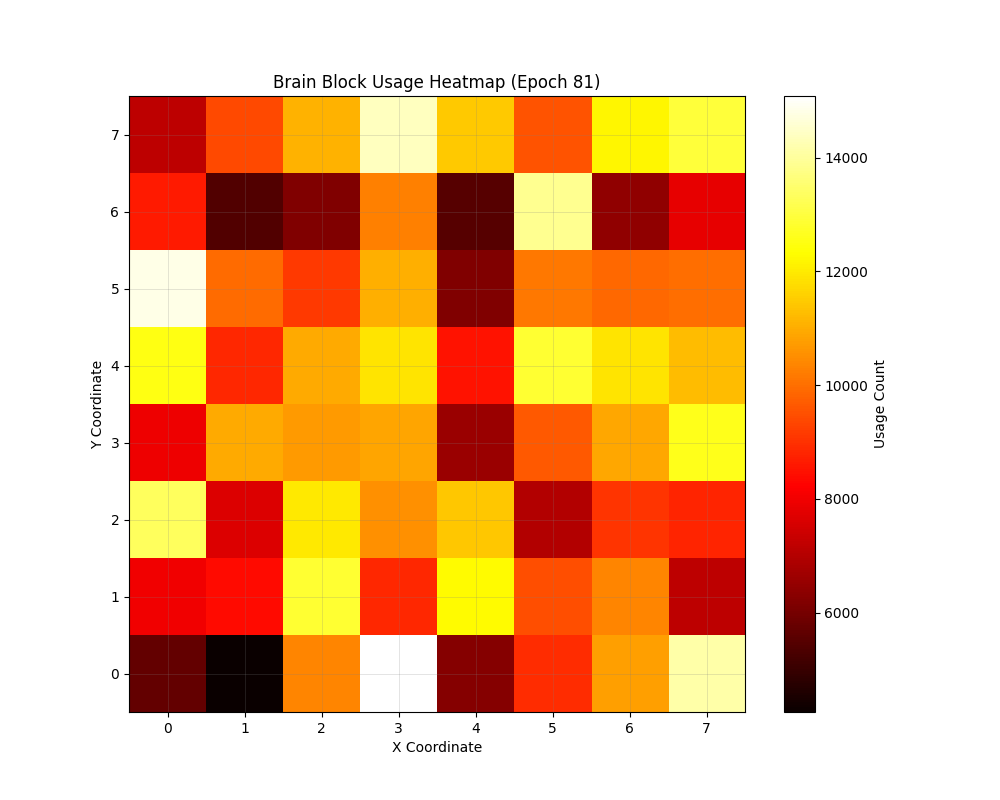 Brain Block Usage Heatmap (Epoch 81)
7
6
5
4
3
2
1
0
Y Coordinate
0 1 2 3 4 5 6 7
X Coordinate
14000
12000
10000
8000
6000
Usage Count